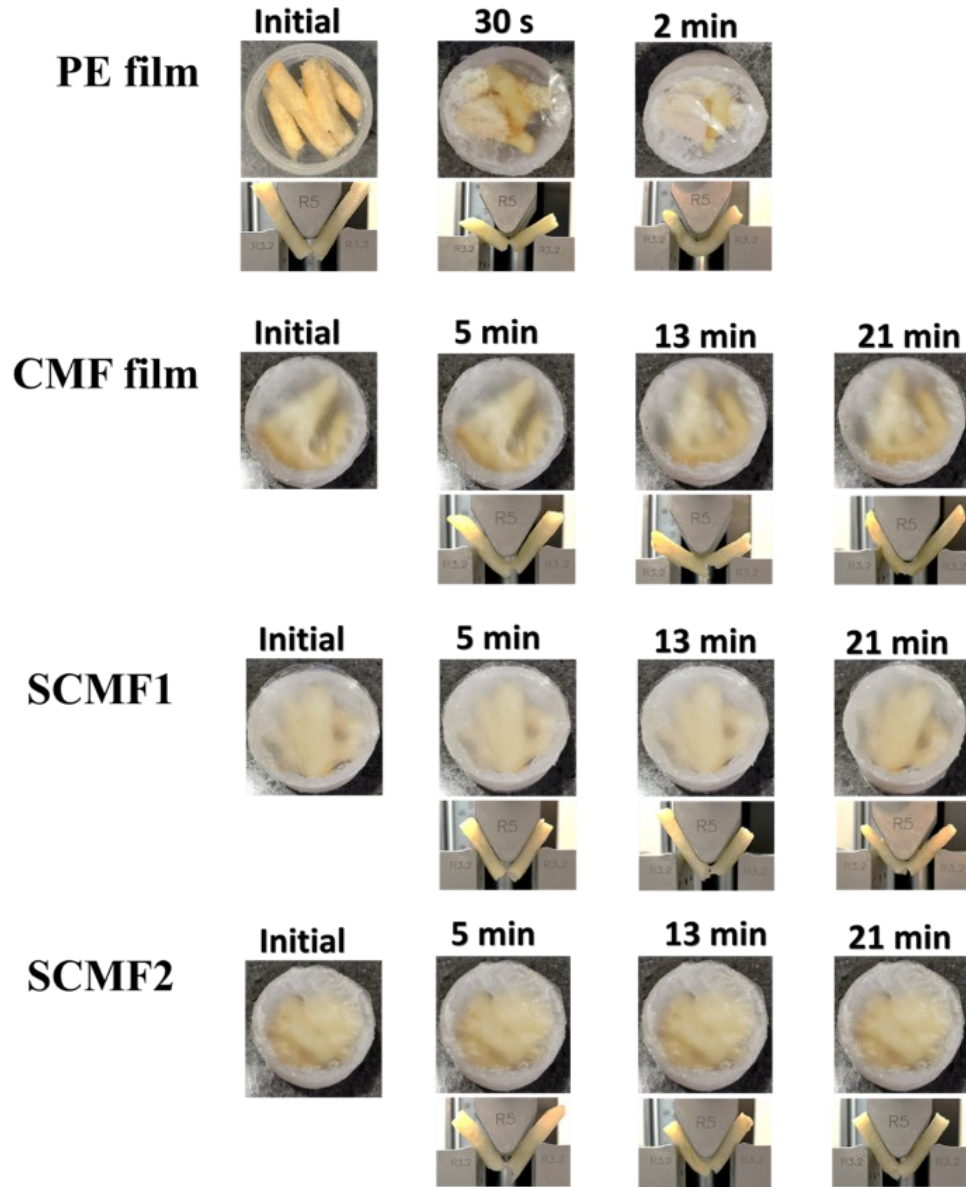 Initial 30 s 2 min
PE film
R5 R5 R5
R3.2 R3.2 R3.2 R3.2 R3.2
Initial 5 min 13 min 21 min
CMF film
R5 R5 R5
R3.2 R3.2 R3.2 R3.2 R3.2
Initial 5 min 13 min 21 min
SCMF1
R5 R5 R5
R3.2 R3.2 R3.2 R3.2 R3.2 R3.2
Initial 5 min 13 min 21 min
SCMF2
R5 R5 R5
R3.2 R3.2 R3.2 R3.2 R3.2 R3.2